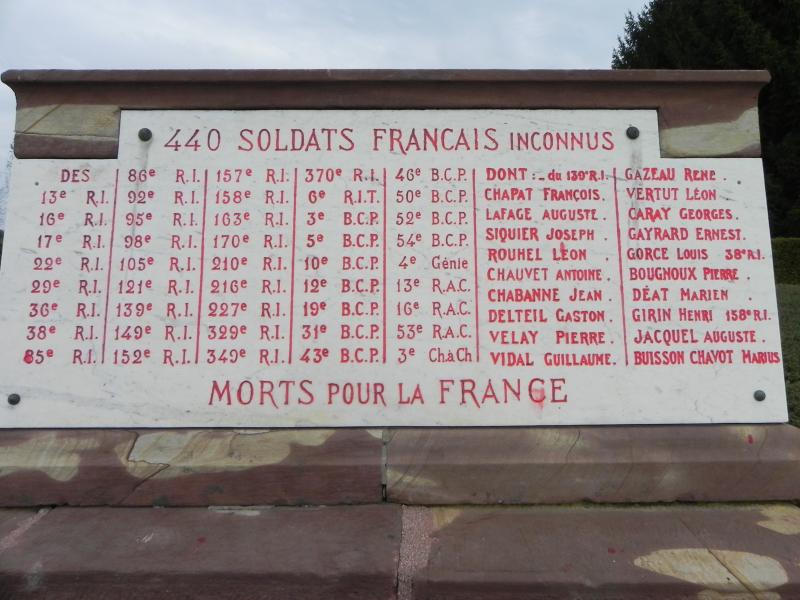 440 SOLDATS FRANCAIS INCONNUS
DES 86e R.I. 157e R.I. 370e R.I. 46e B.C.P. DONT :- du 139 R.I. GAZEAU RENE .
13e R.I. 92e R.I. 158e R.I. 6e R.I.T. 50e B.C.P. CHAPAT FRANÇOIS. VERTUT LÉON .
16e R.I. 95e R.I. 163e R.I. 3e B.C.P. 52e B.C.P. LAFAGE AUGUSTE . CARAY GEORGES.
17e R.I. 98e R.I. 170e R.I. 5e B.C.P. 54e B.C.P. SIQUIER JOSEPH . GAYRARD ERNEST.
22e R.I. 105e R.I. 210e R.I. 10e B.C.P. 4e Génie ROUHEL LÉON . GORCE LOUIS 38e R.I.
29e R.I. 121e R.I. 216e R.I. 12e B.C.P. 13e R.A.C. CHAUVET ANTOINE . BOUGNOUX PIERRE .
36e R.I. 139e R.I. 227e R.I. 19e B.C.P. 16e R.A.C. CHABANNE JEAN . DÉAT MARIEN .
38e R.I. 149e R.I. 329e R.I. 31e B.C.P. 53e R.A.C. DELTEIL GASTON . GIRIN HENRI 158e R.I.
85e R.I. 152e R.I. 349e R.I. 43e B.C.P. 3e Ch.à Ch VELAY PIERRE . JACQUEL AUGUSTE .
VIDAL GUILLAUME . BUISSON CHAVOT MARIUS
MORTS POUR LA FRANCE